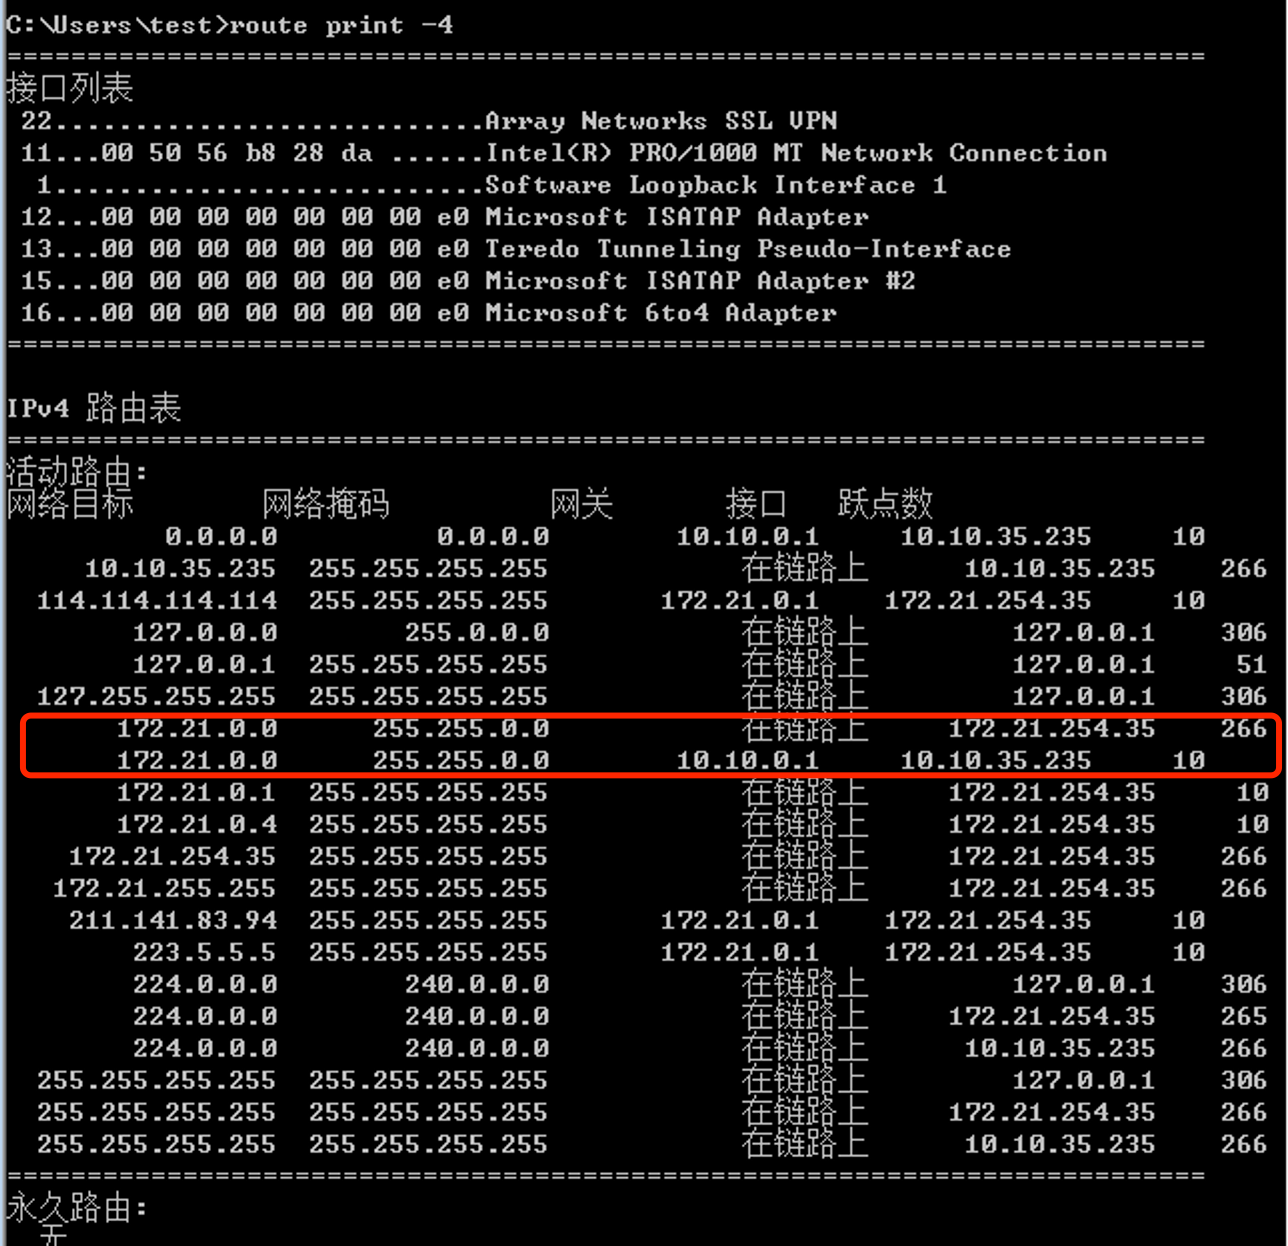 C:\Users\test>route print -4
===========================================================================
接口列表
22...........................Array Networks SSL VPN
11...00 50 56 b8 28 da ......Intel(R) PRO/1000 MT Network Connection
1...........................Software Loopback Interface 1
12...00 00 00 00 00 00 00 e0 Microsoft ISATAP Adapter
13...00 00 00 00 00 00 00 e0 Teredo Tunneling Pseudo-Interface
15...00 00 00 00 00 00 00 e0 Microsoft ISATAP Adapter #2
16...00 00 00 00 00 00 00 e0 Microsoft 6to4 Adapter
===========================================================================
IPv4 路由表
===========================================================================
活动路由:
网络目标 网络掩码 网关 接口 跃点数
0.0.0.0 0.0.0.0 10.10.0.1 10.10.35.235 10
10.10.35.235 255.255.255.255 在链路上 10.10.35.235 266
114.114.114.114 255.255.255.255 172.21.0.1 172.21.254.35 10
127.0.0.0 255.0.0.0 在链路上 127.0.0.1 306
127.0.0.1 255.255.255.255 在链路上 127.0.0.1 51
127.255.255.255 255.255.255.255 在链路上 127.0.0.1 306
172.21.0.0 255.255.0.0 在链路上 172.21.254.35 266
172.21.0.0 255.255.0.0 10.10.0.1 10.10.35.235 10
172.21.0.1 255.255.255.255 在链路上 172.21.254.35 10
172.21.0.4 255.255.255.255 在链路上 172.21.254.35 10
172.21.254.35 255.255.255.255 在链路上 172.21.254.35 266
172.21.255.255 255.255.255.255 在链路上 172.21.254.35 266
211.141.83.94 255.255.255.255 172.21.0.1 172.21.254.35 10
223.5.5.5 255.255.255.255 172.21.0.1 172.21.254.35 10
224.0.0.0 240.0.0.0 在链路上 127.0.0.1 306
224.0.0.0 240.0.0.0 在链路上 172.21.254.35 265
224.0.0.0 240.0.0.0 在链路上 10.10.35.235 266
255.255.255.255 255.255.255.255 在链路上 127.0.0.1 306
255.255.255.255 255.255.255.255 在链路上 172.21.254.35 266
255.255.255.255 255.255.255.255 在链路上 10.10.35.235 266
===========================================================================
永久路由:
无